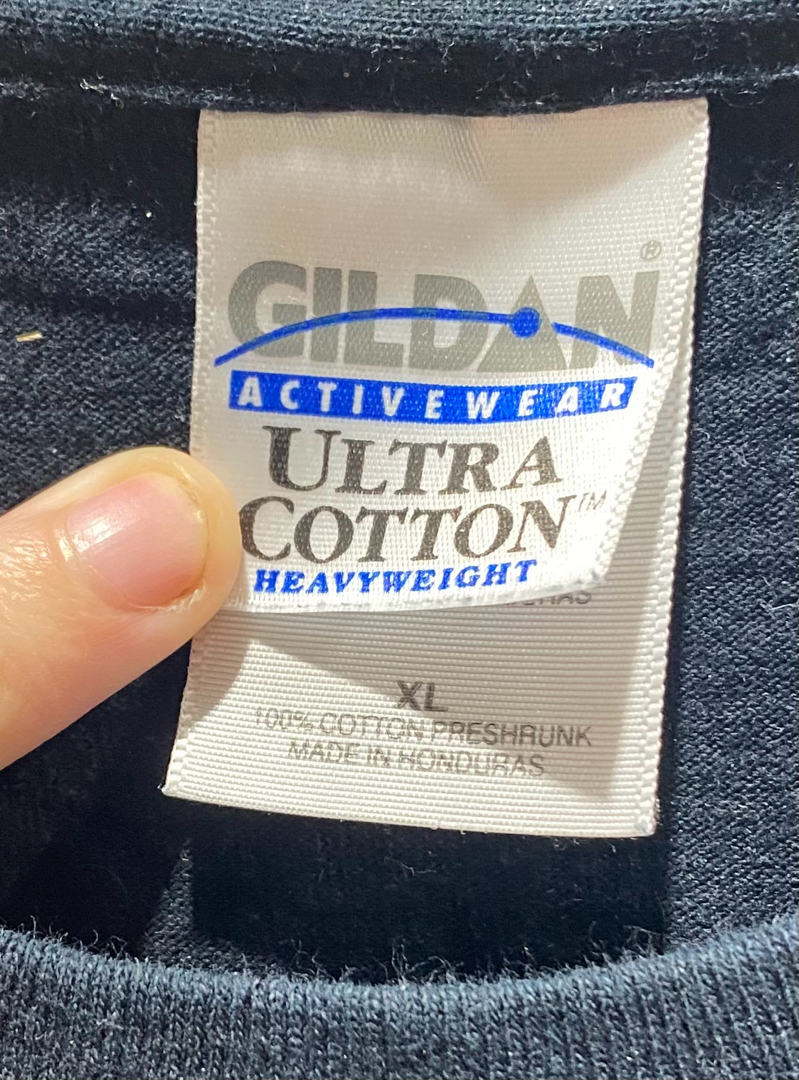 GILDAN®
ACTIVEWEAR
ULTRA
COTTON™
HEAVYWEIGHT
XL
100% COTTON PRESHRUNK
MADE IN HONDURAS